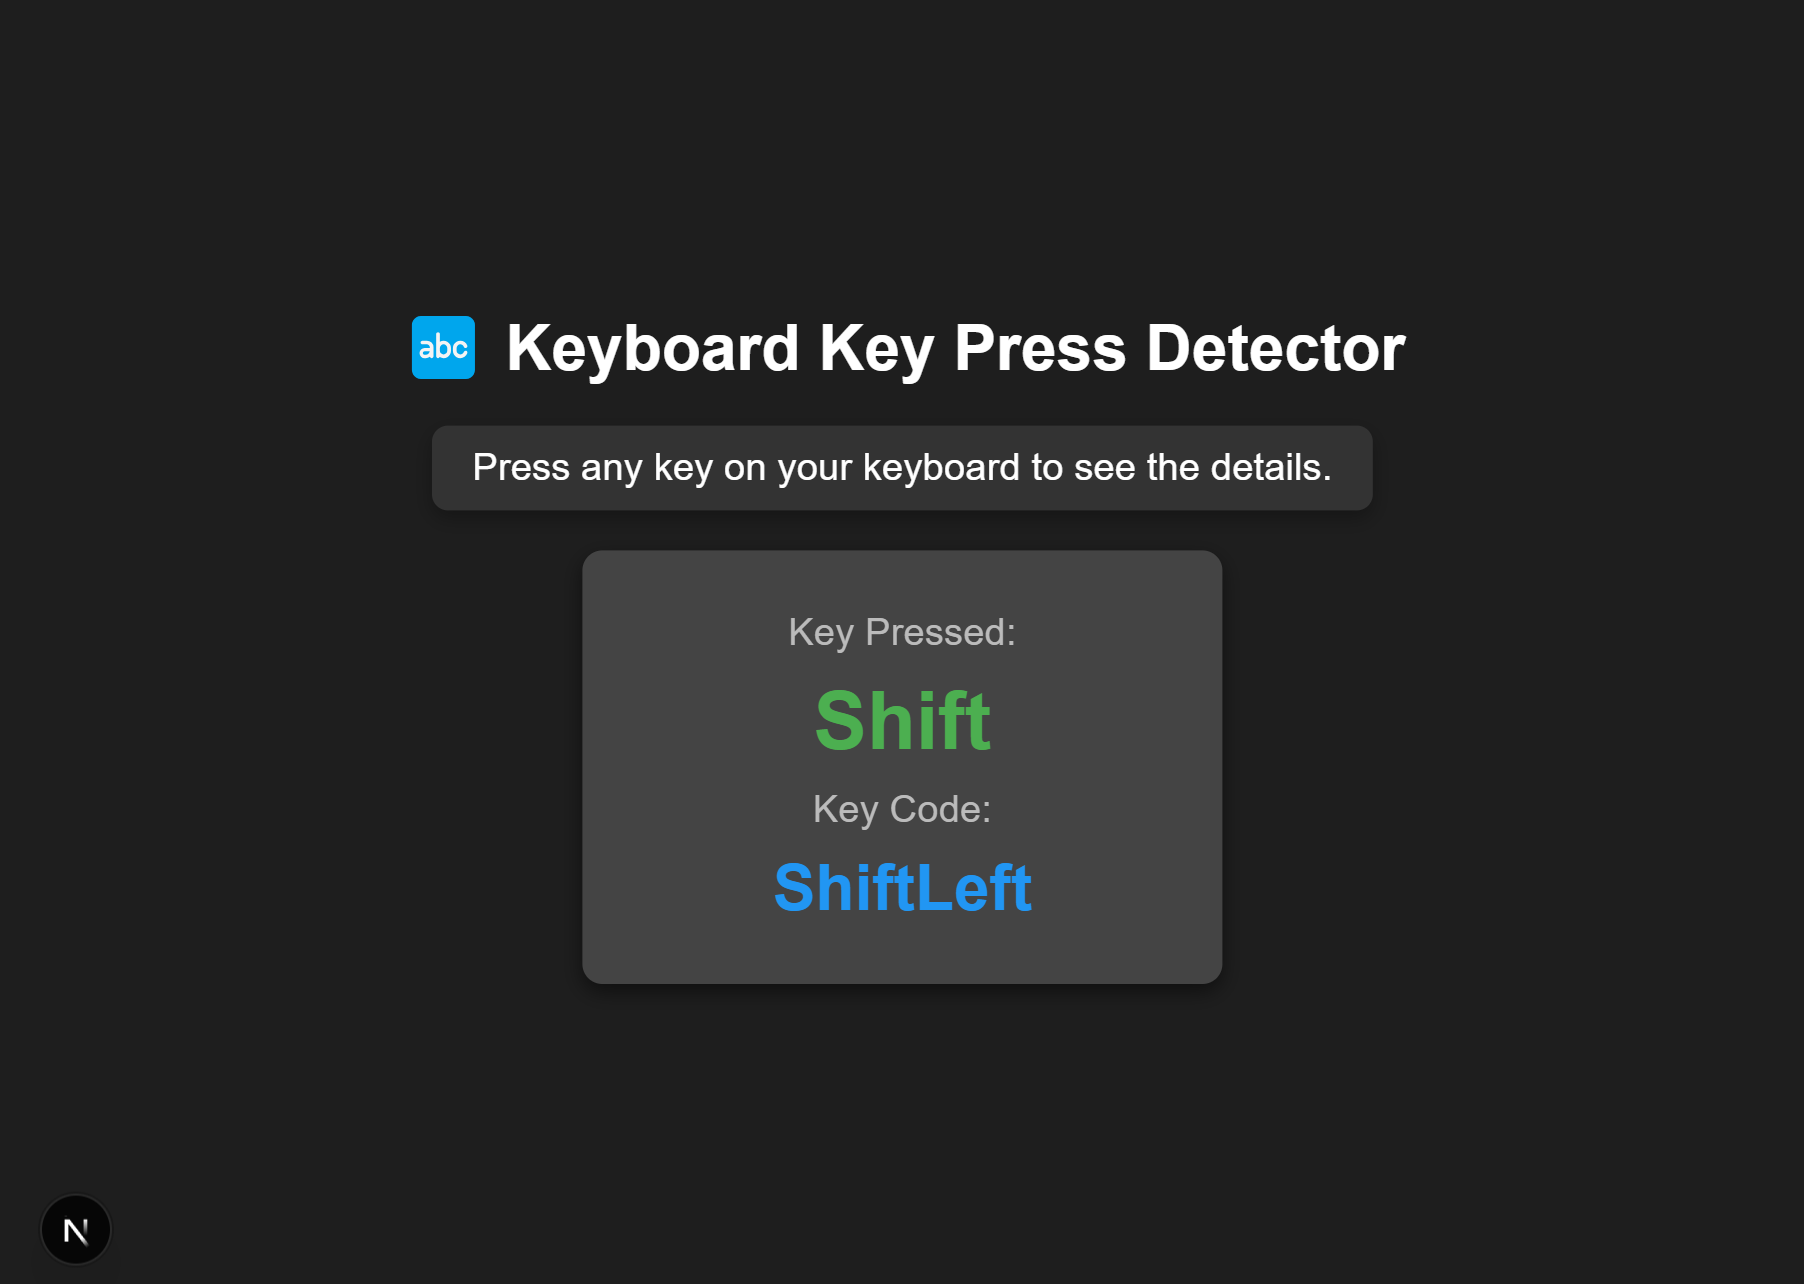 abc Keyboard Key Press Detector
Press any key on your keyboard to see the details.
Key Pressed:
Shift
Key Code:
ShiftLeft
N